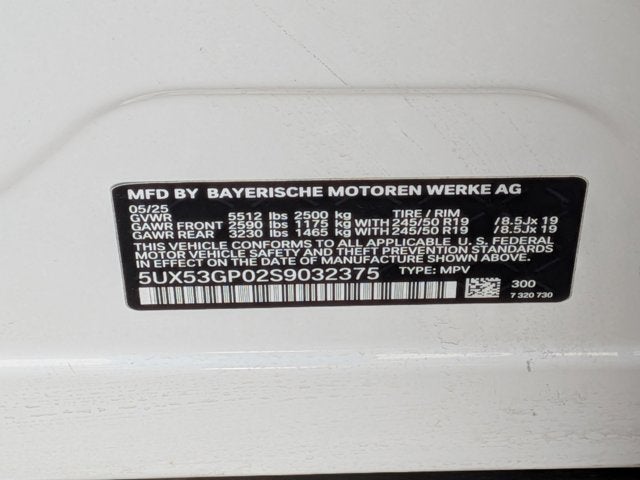 MFD BY BAYERISCHE MOTOREN WERKE AG
05/25
GVWR 5512 lbs 2500 kg TIRE / RIM
GAWR FRONT 2590 lbs 1175 kg WITH 245/50 R19 /8.5Jx 19
GAWR REAR 3230 lbs 1465 kg WITH 245/50 R19 /8.5Jx 19
THIS VEHICLE CONFORMS TO ALL APPLICABLE U.S. FEDERAL
MOTOR VEHICLE SAFETY AND THEFT PREVENTION STANDARDS
IN EFFECT ON THE DATE OF MANUFACTURE SHOWN ABOVE.
5UX53GP02S9032375 TYPE: MPV
300
7 320 730